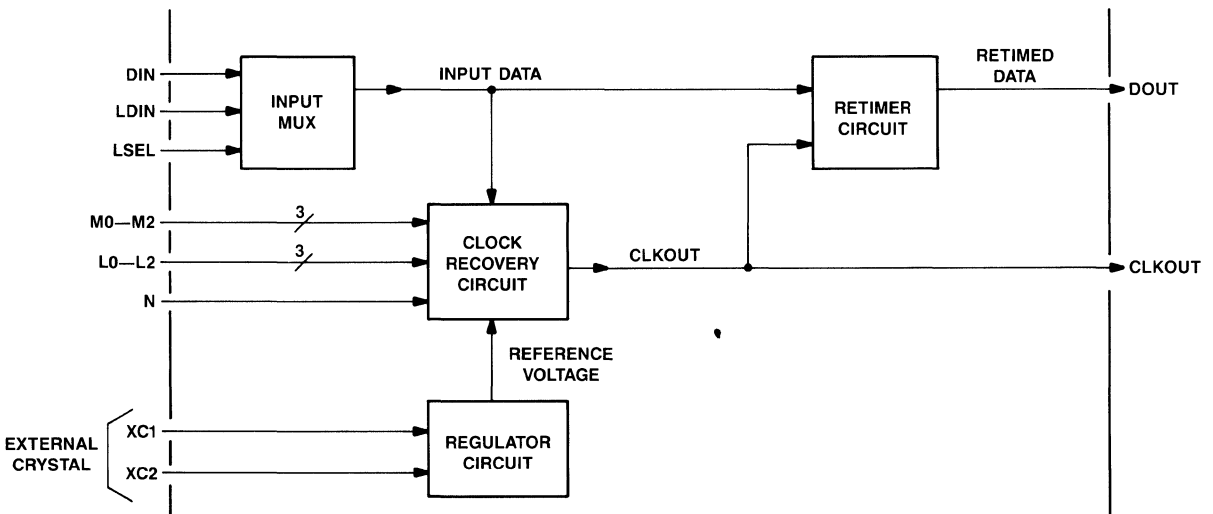 DIN
LDIN
LSEL
INPUT
MUX
INPUT DATA
RETIMER
CIRCUIT
RETIMED
DATA
DOUT
M0—M2
3
L0—L2
3
N
CLOCK
RECOVERY
CIRCUIT
CLKOUT
CLKOUT
REFERENCE
VOLTAGE
EXTERNAL
CRYSTAL
XC1
XC2
REGULATOR
CIRCUIT